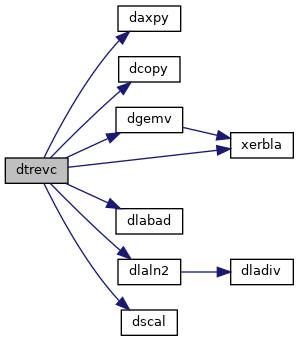 daxpy
dcopy
dgemv
xerbla
dtrevc
dlabad
dlaln2
dladiv
dscal